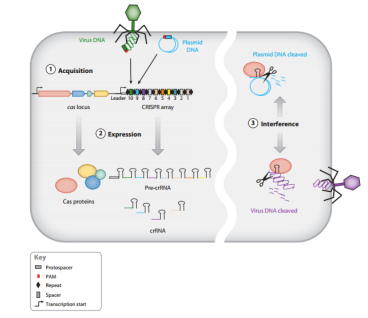 Virus DNA
Plasmid
DNA
1 Acquisition
Leader 10 9 8 7 6 5 4 3 2 1
cas locus
CRISPR array
2 Expression
Cas proteins
Pre-crRNA
crRNA
Plasmid DNA cleaved
3 Interference
Virus DNA cleaved
Key
Protospacer
PAM
Repeat
Spacer
Transcription start